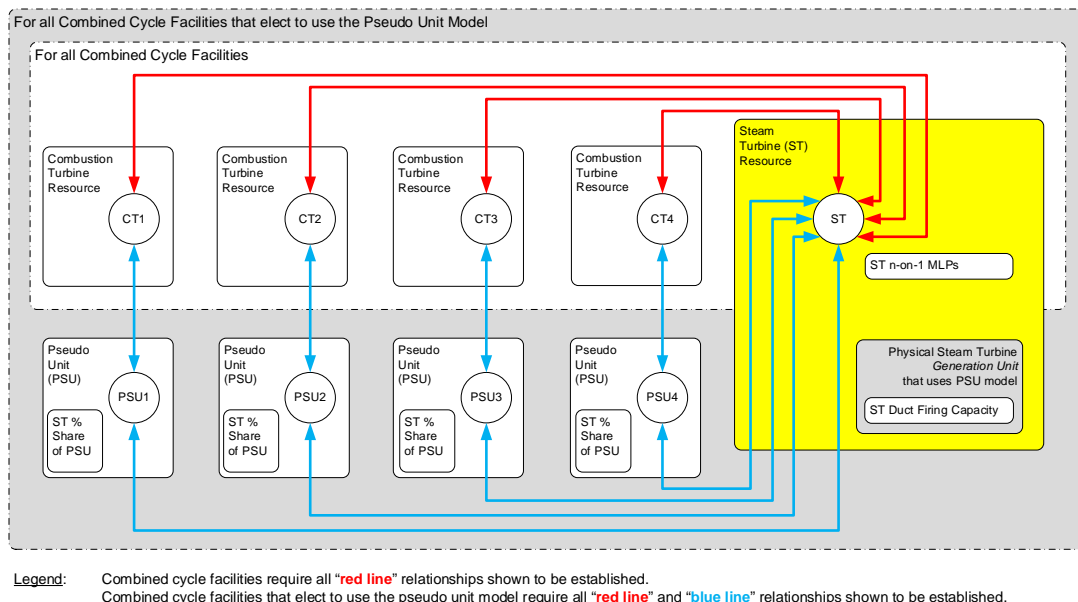 For all Combined Cycle Facilities that elect to use the Pseudo Unit Model
For all Combined Cycle Facilities
Combustion
Turbine
Resource
CT1
Combustion
Turbine
Resource
CT2
Combustion
Turbine
Resource
CT3
Combustion
Turbine
Resource
CT4
Steam
Turbine (ST)
Resource
ST
ST n-on-1 MLPs
Pseudo
Unit
(PSU)
PSU1
ST %
Share
of PSU
Pseudo
Unit
(PSU)
PSU2
ST %
Share
of PSU
Pseudo
Unit
(PSU)
PSU3
ST %
Share
of PSU
Pseudo
Unit
(PSU)
PSU4
ST %
Share
of PSU
Physical Steam Turbine
Generation Unit
that uses PSU model
ST Duct Firing Capacity
Legend: Combined cycle facilities require all “red line” relationships shown to be established.
Combined cycle facilities that elect to use the pseudo unit model require all “red line” and “blue line” relationships shown to be established.